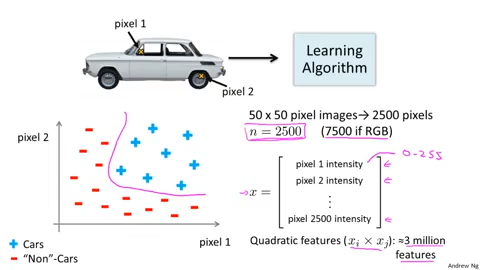 pixel 1
pixel 2
Learning
Algorithm
50 x 50 pixel images→ 2500 pixels
n = 2500 (7500 if RGB)
pixel 2
pixel 1
0-255
x =
pixel 1 intensity
pixel 2 intensity
⋮
pixel 2500 intensity
+ Cars
- "Non"-Cars
Quadratic features (xᵢ × xⱼ): ≈3 million
features
Andrew Ng